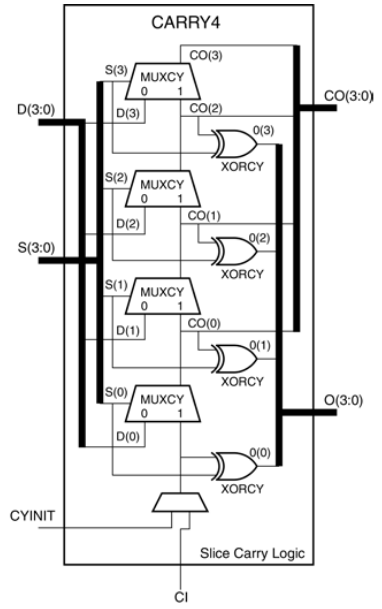 CARRY4
CO(3)
S(3)
MUXCY
0 1
CO(3:0)
D(3:0)
D(3)
CO(2)
0(3)
XORCY
S(2)
MUXCY
0 1
D(2)
CO(1)
0(2)
XORCY
S(3:0)
S(1)
MUXCY
0 1
D(1)
CO(0)
0(1)
XORCY
S(0)
MUXCY
0 1
O(3:0)
D(0)
0(0)
XORCY
CYINIT
Slice Carry Logic
CI